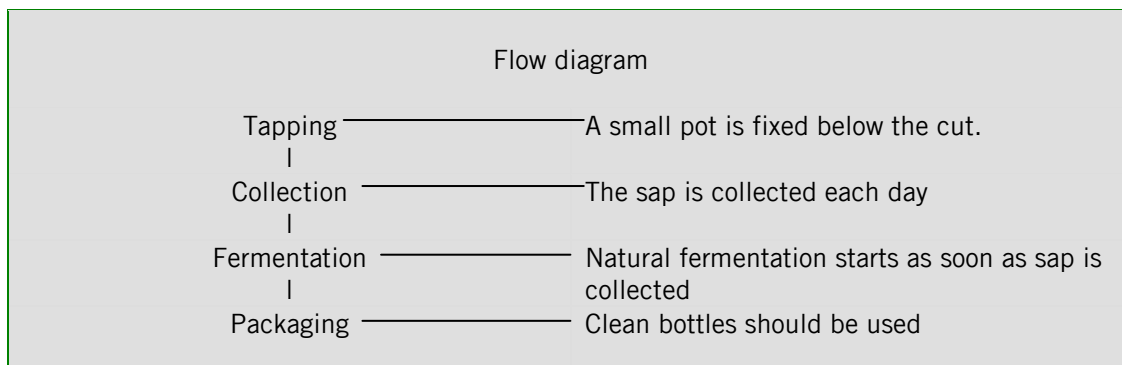 Flow diagram
Tapping A small pot is fixed below the cut.
Collection The sap is collected each day
Fermentation Natural fermentation starts as soon as sap is
collected
Packaging Clean bottles should be used